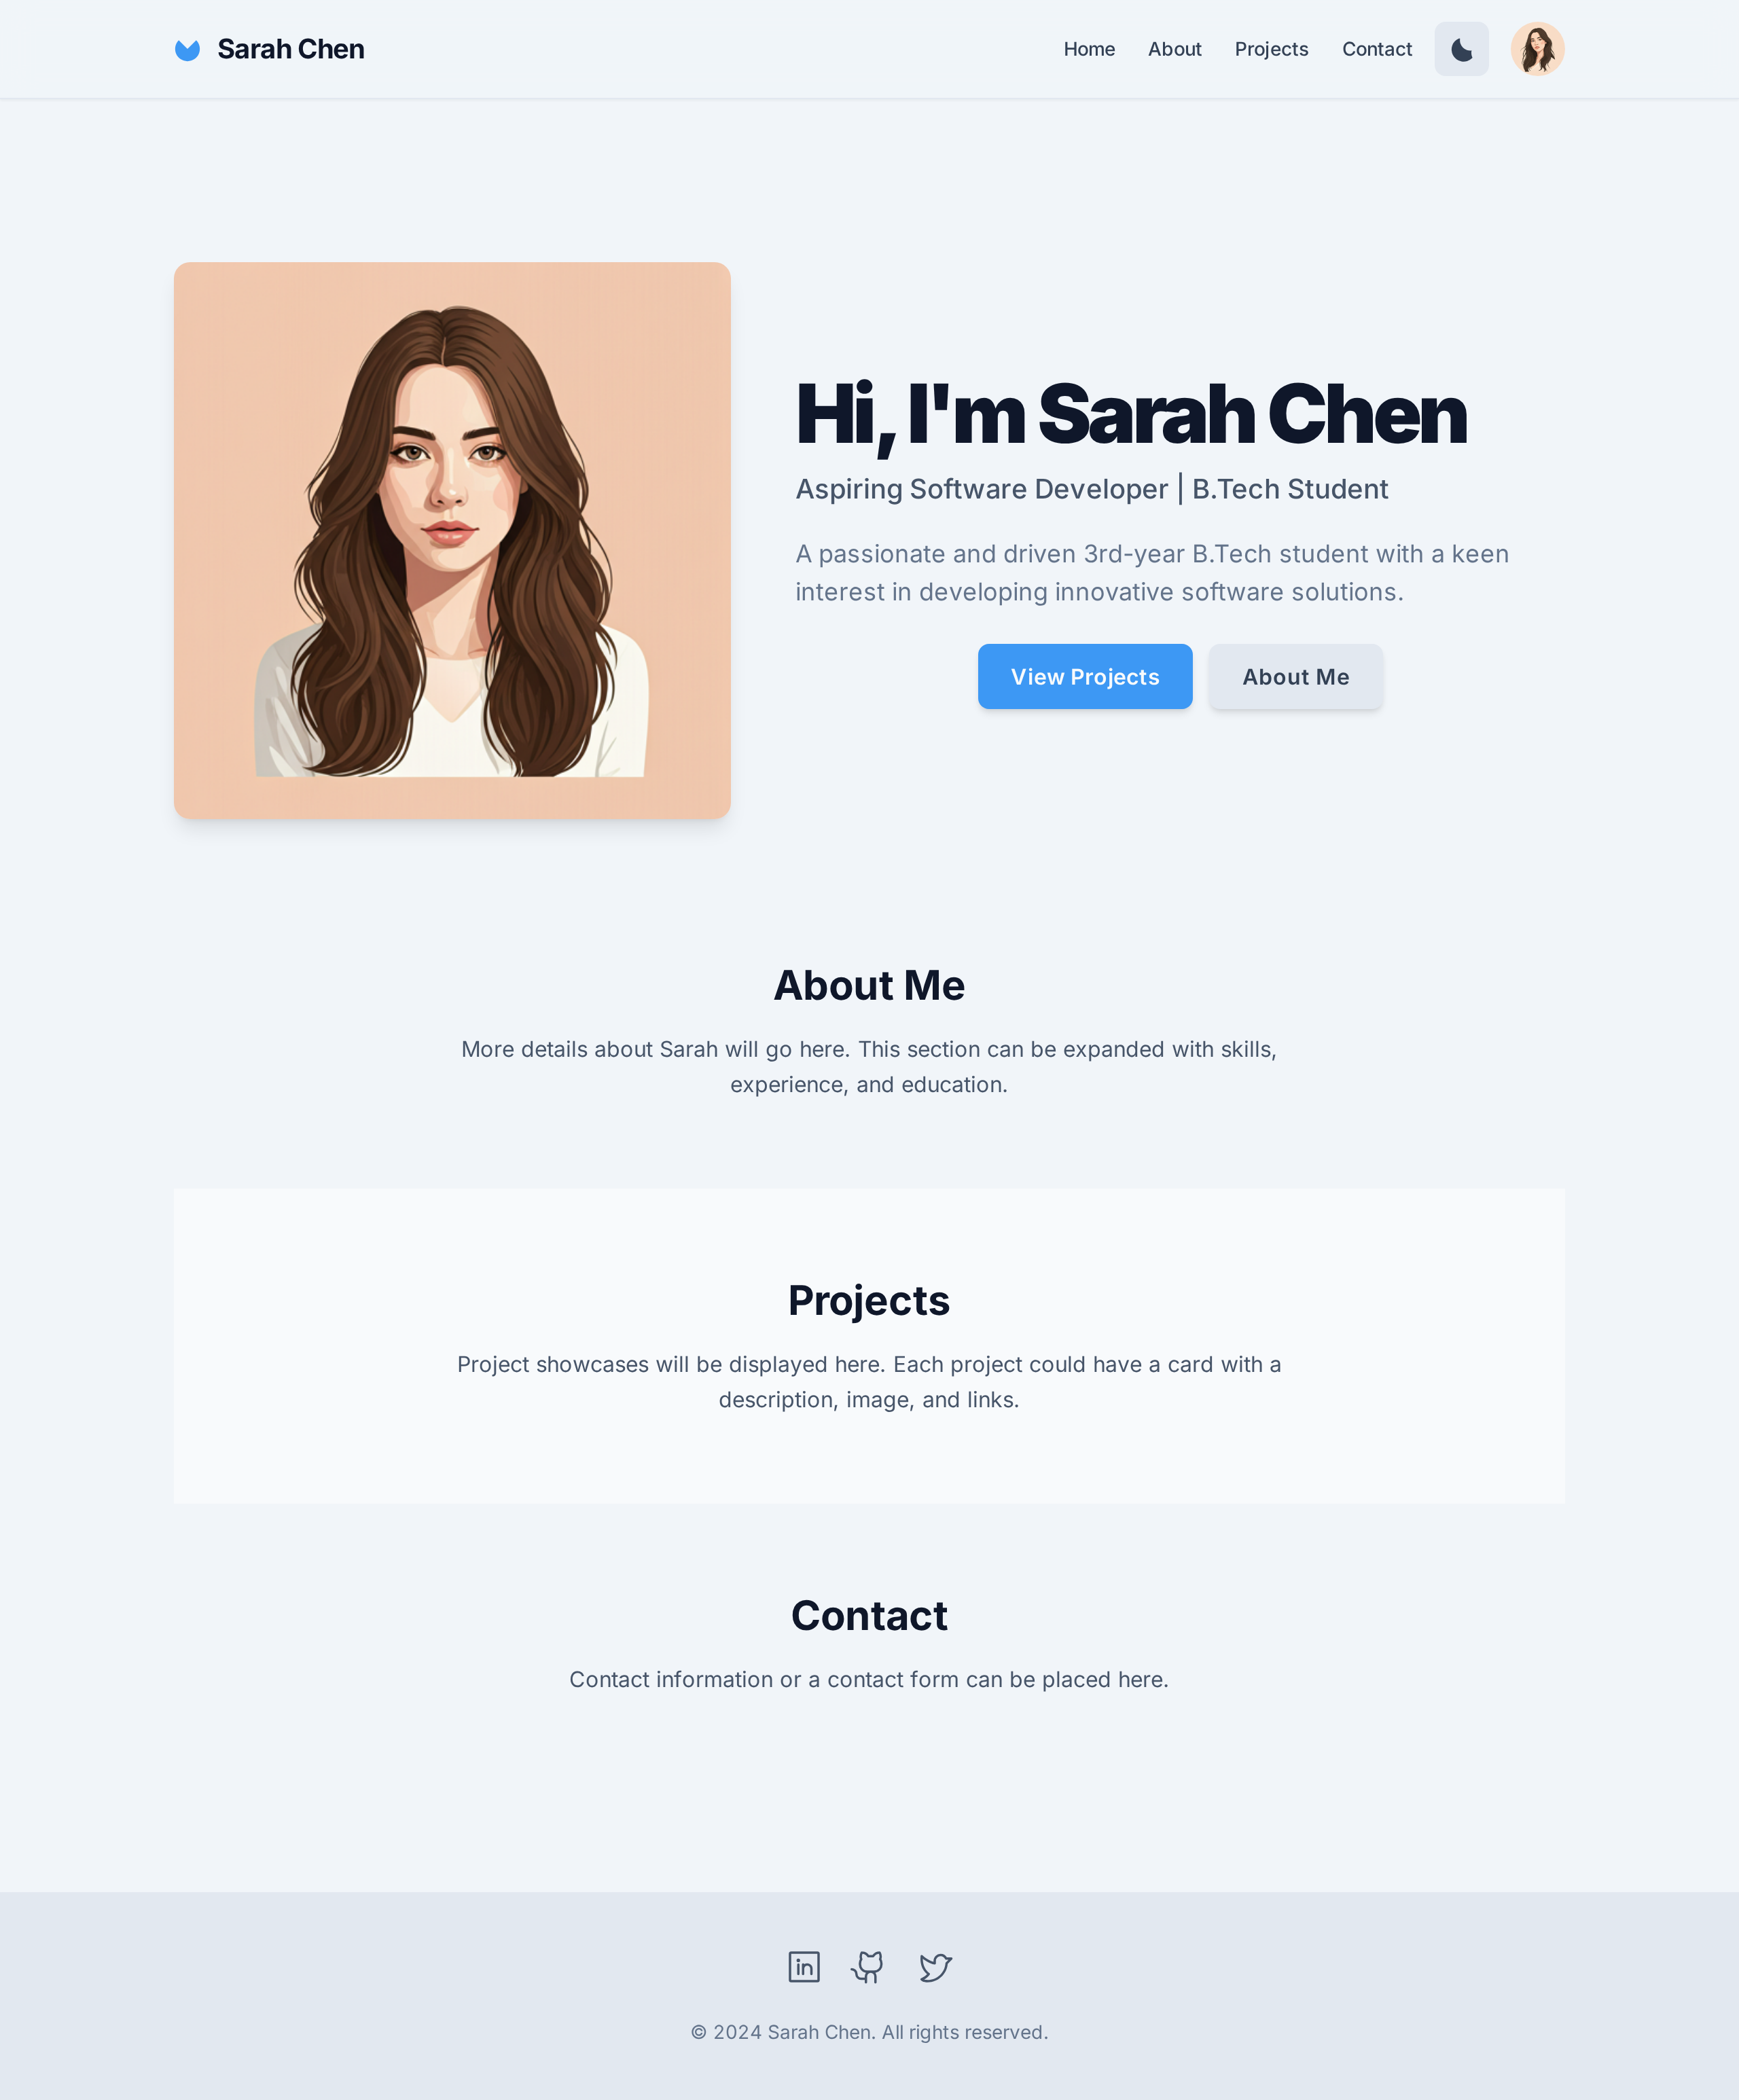 Sarah Chen
Home
About
Projects
Contact
Hi, I'm Sarah Chen
Aspiring Software Developer | B.Tech Student
A passionate and driven 3rd-year B.Tech student with a keen
interest in developing innovative software solutions.
View Projects
About Me
About Me
More details about Sarah will go here. This section can be expanded with skills,
experience, and education.
Projects
Project showcases will be displayed here. Each project could have a card with a
description, image, and links.
Contact
Contact information or a contact form can be placed here.
in
© 2024 Sarah Chen. All rights reserved.